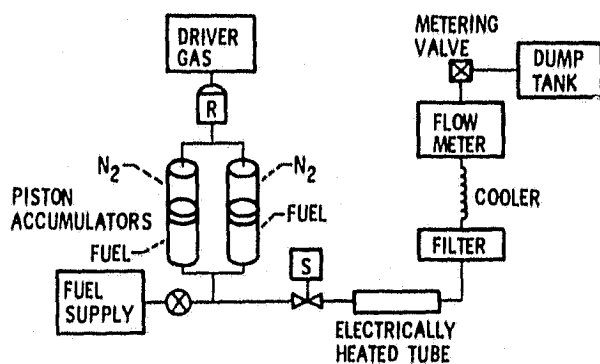 DRIVER
GAS
R
N2
N2
PISTON
ACCUMULATORS
FUEL
FUEL
FUEL
SUPPLY
S
ELECTRICALLY
HEATED TUBE
FILTER
COOLER
FLOW
METER
METERING
VALVE
DUMP
TANK